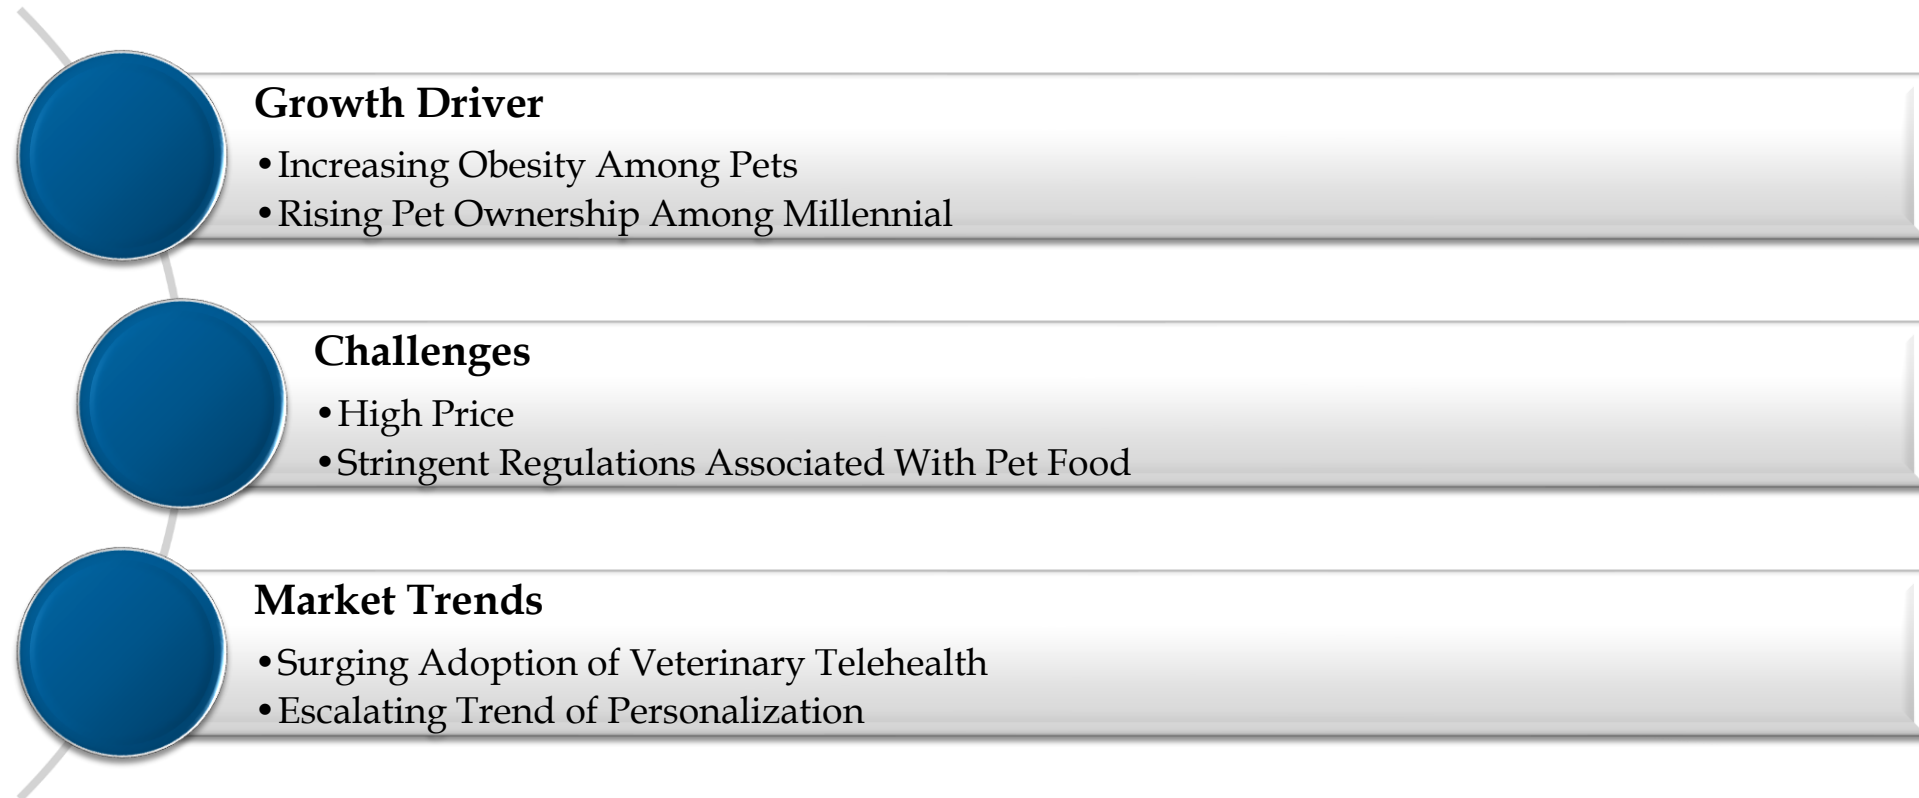 Growth Driver
•Increasing Obesity Among Pets
•Rising Pet Ownership Among Millennial
Challenges
•High Price
•Stringent Regulations Associated With Pet Food
Market Trends
•Surging Adoption of Veterinary Telehealth
•Escalating Trend of Personalization